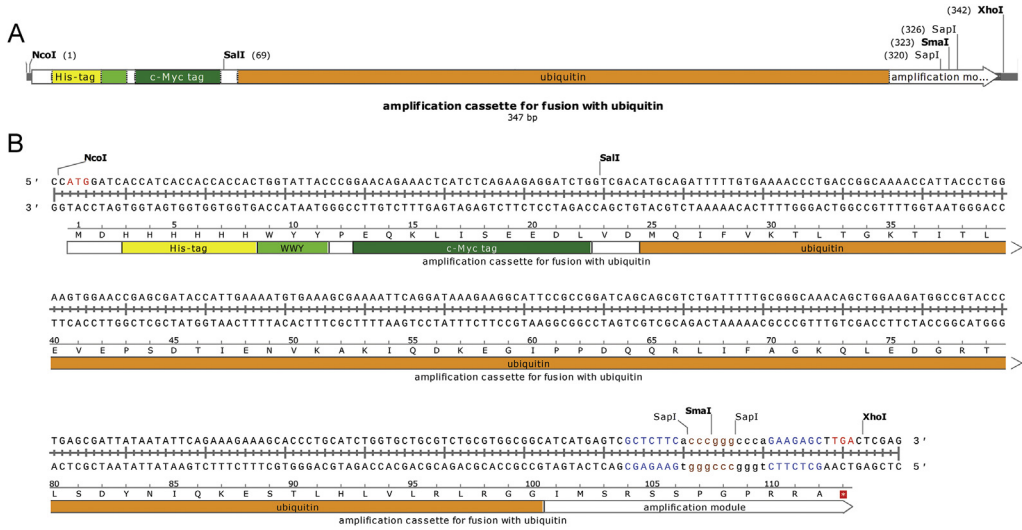 A
(342) XhoI
(326) SapI
(323) SmaI
(320) SapI
NcoI (1)
SalI (69)
His-tag
c-Myc tag
ubiquitin
amplification mo...
amplification cassette for fusion with ubiquitin
347 bp
B
NcoI
SalI
5' CCATGGATCACCATCACCACCACCACTGGTATTACCCGGAACAGAAACTCATCTCAGAAGAGGATCTGGTCGACATGCAGATTTTTGTGAAAACCCTGACCGGCAAAACCATTACCCTGG
3' GGTACCTAGTGGTAGTGGTGGTGGTGACCATAATGGGCCTTGTCTTTGAGTAGAGTCTTCTCCTAGACCAGCTGTACGTCTAAAAACACTTTTGGGACTGGCCGTTTTGGTAATGGGACC
1 5 10 15 20 25 30 35
M D H H H H H H W Y Y P E Q K L I S E E D L V D M Q I F V K T L T G K T I T L
His-tag WWY c-Myc tag ubiquitin
amplification cassette for fusion with ubiquitin
AAGTGGAACCGAGCGATACCATTGAAAATGTGAAAGCGAAAATTCAGGATAAAGAAGGCATTCCGCCGGATCAGCAGCGTCTGATTTTTGCGGGCAAACAGCTGGAAGATGGCCGTACCC
TTCACCTTGGCTCGCTATGGTAACTTTTACACTTTCGCTTTTAAGTCCTATTTCTTCCGTAAGGCGGCCTAGTCGTCGCAGACTAAAAACGCCCGTTTGTCGACCTTCTACCGGCATGGG
40 45 50 55 60 65 70 75
E V E P S D T I E N V K A K I Q D K E G I P P D Q Q R L I F A G K Q L E D G R T
ubiquitin
amplification cassette for fusion with ubiquitin
SapI SmaI SapI XhoI
TGAGCGATTATAATATTCAGAAAGAAAGCACCCTGCATCTGGTGCTGCGTCTGCGTGGCGGCATCATGAGTCGCTCTTCacccgggcccaGAAGAGCTTGACTCGAG 3'
ACTCGCTAATATTATAAGTCTTTCTTTCGTGGGACGTAGACCACGACGCAGACGCACCGCCGTAGTACTCAGCGAGAAGtgggcccgggtCTTCTCGAACTGAGCTC 5'
80 85 90 95 100 105 110
L S D Y N I Q K E S T L H L V L R L R G G I M S R S S P G P R R A *
ubiquitin amplification module
amplification cassette for fusion with ubiquitin